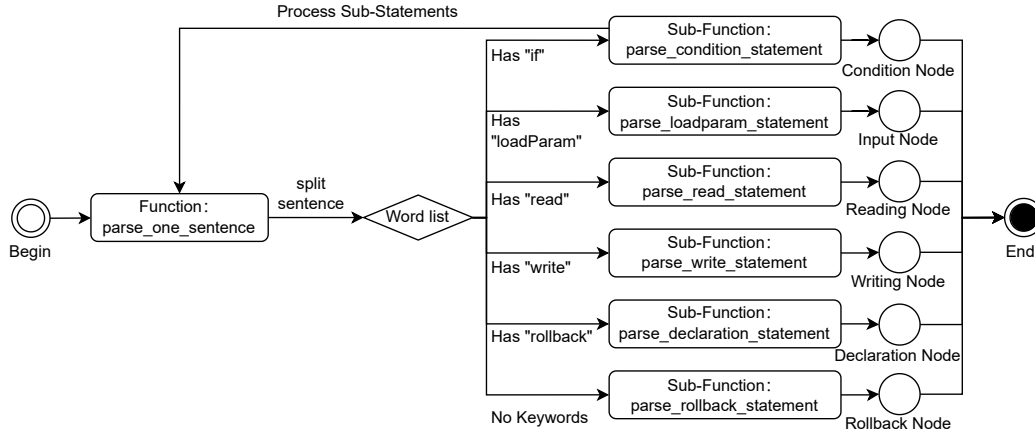 Process Sub-Statements
Sub-Function:
parse_condition_statement
Has "if"
Condition Node
Sub-Function:
parse_loadparam_statement
Has
"loadParam"
Input Node
Sub-Function:
parse_read_statement
Has "read"
Reading Node
Begin
Function:
parse_one_sentence
split
sentence
Word list
End
Sub-Function:
parse_write_statement
Has "write"
Writing Node
Sub-Function:
parse_declaration_statement
Has "rollback"
Declaration Node
Sub-Function:
parse_rollback_statement
No Keywords
Rollback Node